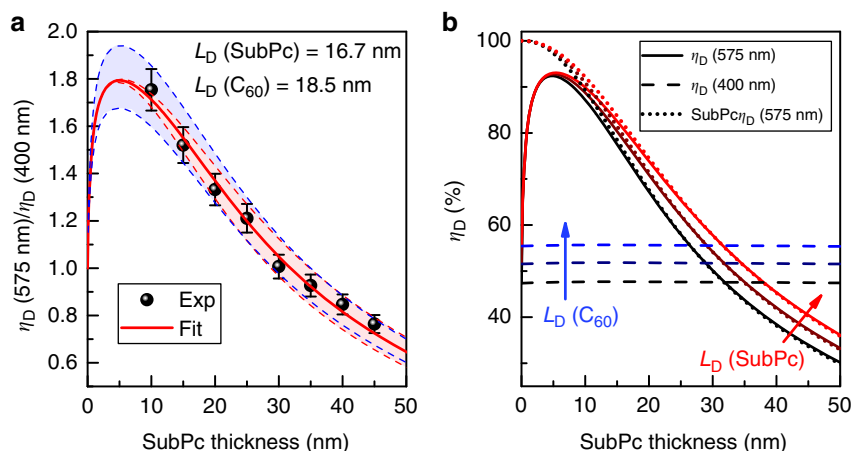 a
η_D (575 nm)/η_D (400 nm)
2.0
1.8
1.6
1.4
1.2
1.0
0.8
0.6
L_D (SubPc) = 16.7 nm
L_D (C_60) = 18.5 nm
Exp
Fit
0 10 20 30 40 50
SubPc thickness (nm)
b
η_D (%)
100
80
60
40
η_D (575 nm)
η_D (400 nm)
SubPcη_D (575 nm)
L_D (C_60)
L_D (SubPc)
0 10 20 30 40 50
SubPc thickness (nm)